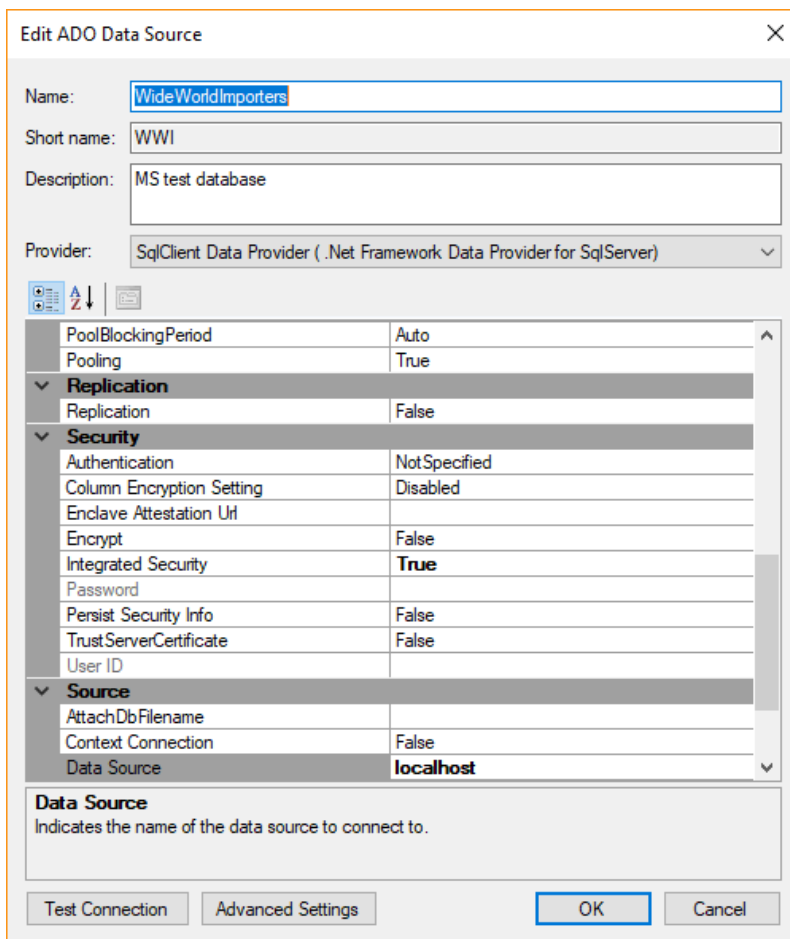 Edit ADO Data Source
Name: WideWorldImporters
Short name: WWI
Description: MS test database
Provider: SqlClient Data Provider ( .Net Framework Data Provider for SqlServer)
PoolBlockingPeriod Auto
Pooling True
Replication
Replication False
Security
Authentication NotSpecified
Column Encryption Setting Disabled
Enclave Attestation Url
Encrypt False
Integrated Security True
Password
Persist Security Info False
TrustServerCertificate False
User ID
Source
AttachDbFilename
Context Connection False
Data Source localhost
Data Source
Indicates the name of the data source to connect to.
Test Connection Advanced Settings OK Cancel